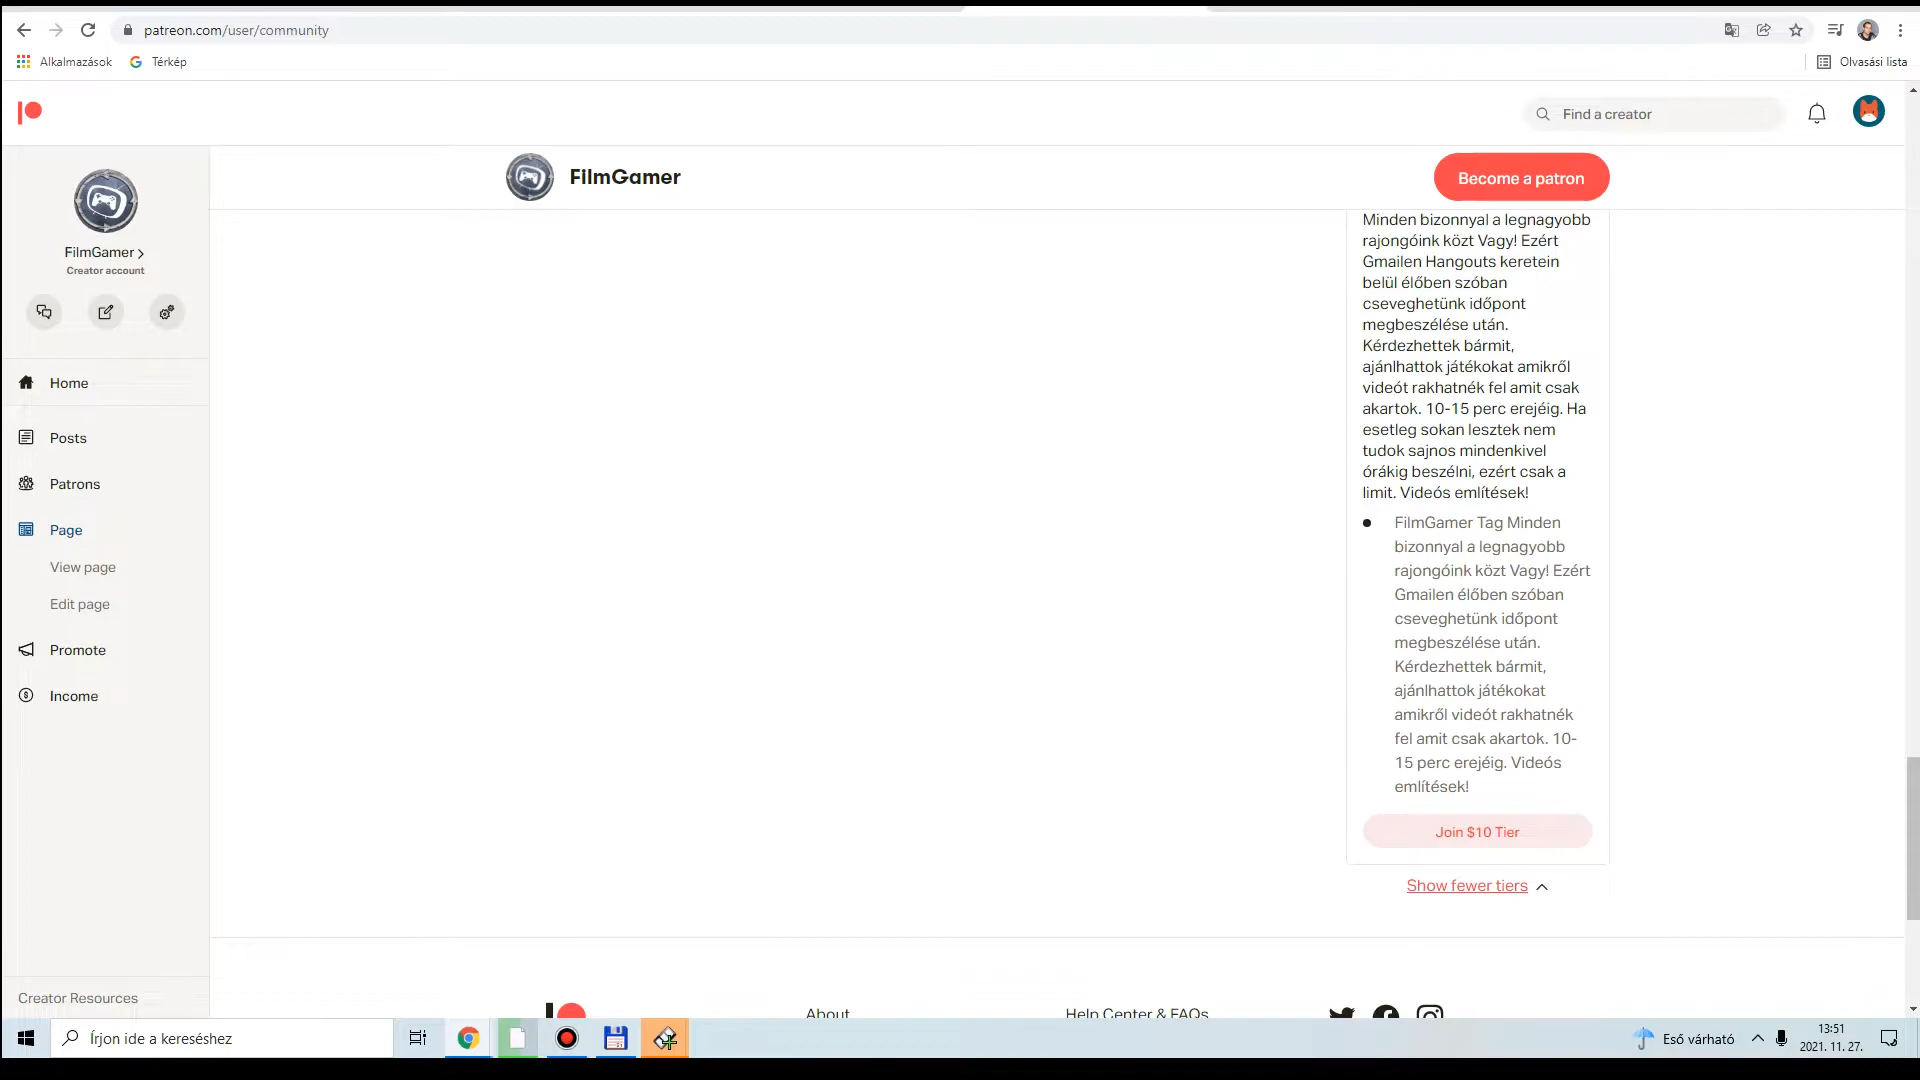 patreon.com/user/community
Alkalmazások
Térkép
Olvasási lista
Find a creator
FilmGamer
Creator account
Home
Posts
Patrons
Page
View page
Edit page
Promote
Income
Creator Resources
FilmGamer
Become a patron
Minden bizonnyal a legnagyobb
rajongóink közt Vagy! Ezért
Gmailen Hangouts keretein
belül élőben szóban
cseveghetünk időpont
megbeszélése után.
Kérdezhettek bármit,
ajánlhattok játékokat amikről
videót rakhatnék fel amit csak
akartok. 10-15 perc erejéig. Ha
esetleg sokan lesztek nem
tudok sajnos mindenkivel
órákig beszélni, ezért csak a
limit. Videós említések!
FilmGamer Tag Minden
bizonnyal a legnagyobb
rajongóink közt Vagy! Ezért
Gmailen élőben szóban
cseveghetünk időpont
megbeszélése után.
Kérdezhettek bármit,
ajánlhattok játékokat
amikről videót rakhatnék
fel amit csak akartok. 10-
15 perc erejéig. Videós
említések!
Join $10 Tier
Show fewer tiers
About
Help Center & FAQs
Írjon ide a kereséshez
Eső várható
13:51
2021. 11. 27.